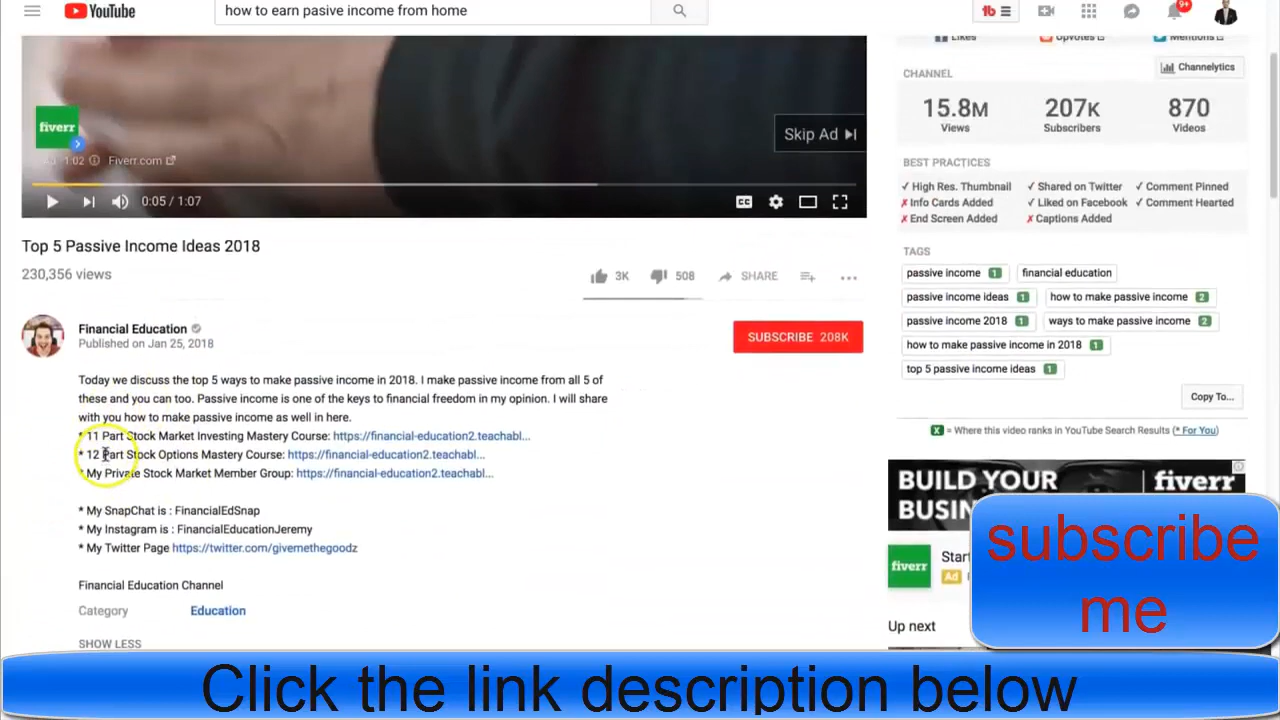 YouTube
how to earn pasive income from home
9+
Likes
Upvotes
Mentions
CHANNEL
Channelytics
15.8M
207K
870
Views
Subscribers
Videos
fiverr
Skip Ad
Ad · 1:02
Fiverr.com
BEST PRACTICES
✓ High Res. Thumbnail ✓ Shared on Twitter ✓ Comment Pinned
✗ Info Cards Added ✓ Liked on Facebook ✓ Comment Hearted
✗ End Screen Added ✗ Captions Added
0:05 / 1:07
CC
Top 5 Passive Income Ideas 2018
230,356 views
3K
508
SHARE
TAGS
passive income 1
financial education
passive income ideas 1
how to make passive income 2
passive income 2018 1
ways to make passive income 2
how to make passive income in 2018 1
top 5 passive income ideas 1
Copy To...
X = Where this video ranks in YouTube Search Results (* For You)
Financial Education
Published on Jan 25, 2018
SUBSCRIBE 208K
Today we discuss the top 5 ways to make passive income in 2018. I make passive income from all 5 of
these and you can too. Passive income is one of the keys to financial freedom in my opinion. I will share
with you how to make passive income as well in here.
* 11 Part Stock Market Investing Mastery Course: https://financial-education2.teachabl...
* 12 Part Stock Options Mastery Course: https://financial-education2.teachabl...
* My Private Stock Market Member Group: https://financial-education2.teachabl...
* My SnapChat is : FinancialEdSnap
* My Instagram is : FinancialEducationJeremy
* My Twitter Page https://twitter.com/givemethegoodz
Financial Education Channel
Category Education
SHOW LESS
BUILD YOUR
fiverr
fiverr
Ad
Up next
subscribe
me
Click the link description below